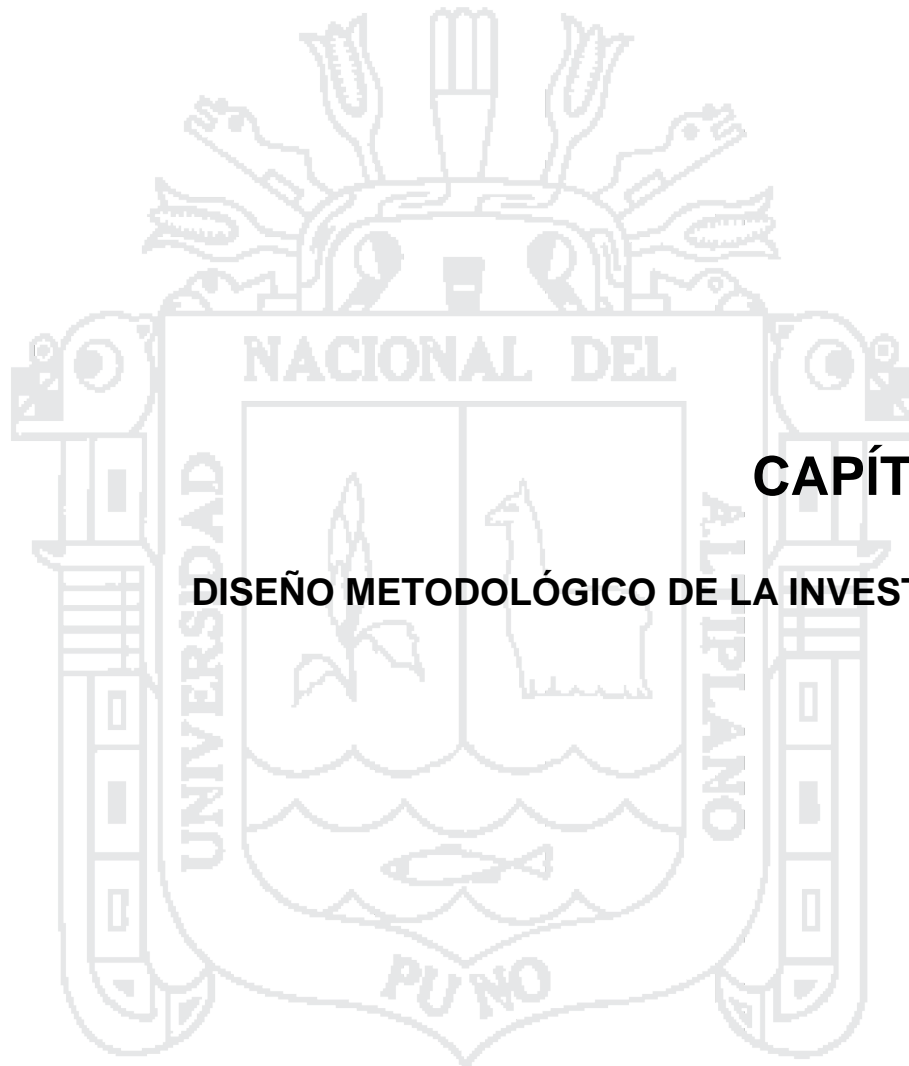 NACIONAL DEL
UNIVERSIDAD
ALTIPLANO
PUNO
CAPÍT
DISEÑO METODOLÓGICO DE LA INVEST